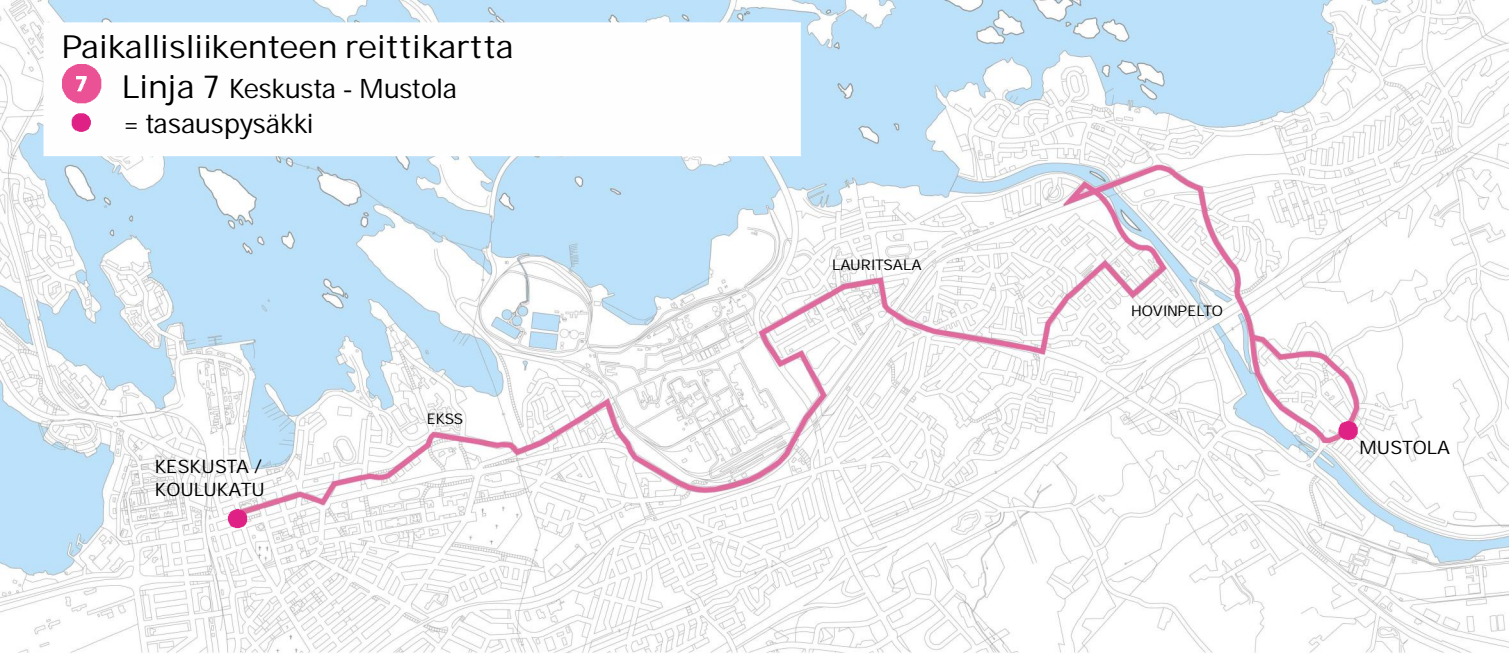 Paikallisliikenteen reittikartta
7 Linja 7 Keskusta - Mustola
= tasauspysäkki
LAURITSALA
HOVINPELTO
EKSS
KESKUSTA /
KOULUKATU
MUSTOLA